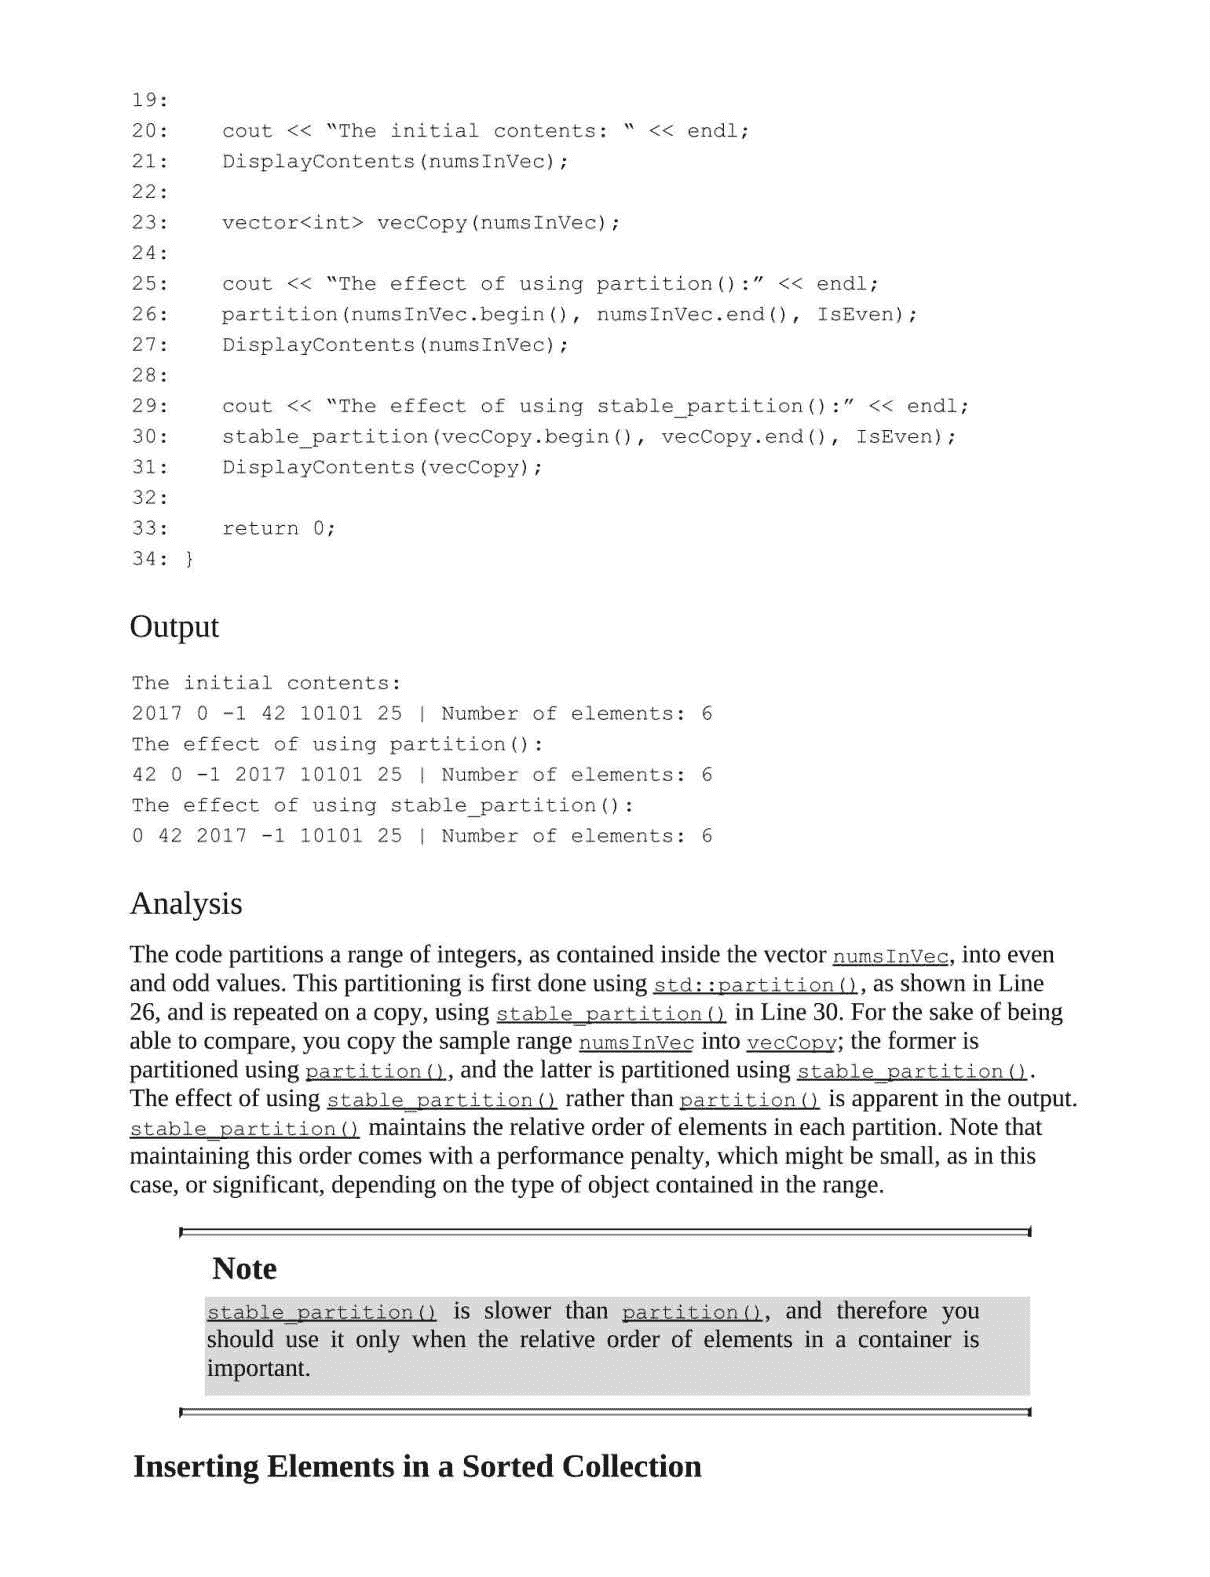 19:
20:    cout << “The initial contents: “ << endl;
21:    DisplayContents(numsInVec);
22:
23:    vector<int> vecCopy(numsInVec);
24:
25:    cout << “The effect of using partition():” << endl;
26:    partition(numsInVec.begin(), numsInVec.end(), IsEven);
27:    DisplayContents(numsInVec);
28:
29:    cout << “The effect of using stable_partition():” << endl;
30:    stable_partition(vecCopy.begin(), vecCopy.end(), IsEven);
31:    DisplayContents(vecCopy);
32:
33:    return 0;
34: }
Output
The initial contents:
2017 0 -1 42 10101 25 | Number of elements: 6
The effect of using partition():
42 0 -1 2017 10101 25 | Number of elements: 6
The effect of using stable_partition():
0 42 2017 -1 10101 25 | Number of elements: 6
Analysis
The code partitions a range of integers, as contained inside the vector numsInVec, into even
and odd values. This partitioning is first done using std::partition(), as shown in Line
26, and is repeated on a copy, using stable_partition() in Line 30. For the sake of being
able to compare, you copy the sample range numsInVec into vecCopy; the former is
partitioned using partition(), and the latter is partitioned using stable_partition().
The effect of using stable_partition() rather than partition() is apparent in the output.
stable_partition() maintains the relative order of elements in each partition. Note that
maintaining this order comes with a performance penalty, which might be small, as in this
case, or significant, depending on the type of object contained in the range.
Note
stable_partition() is slower than partition(), and therefore you
should use it only when the relative order of elements in a container is
important.
Inserting Elements in a Sorted Collection